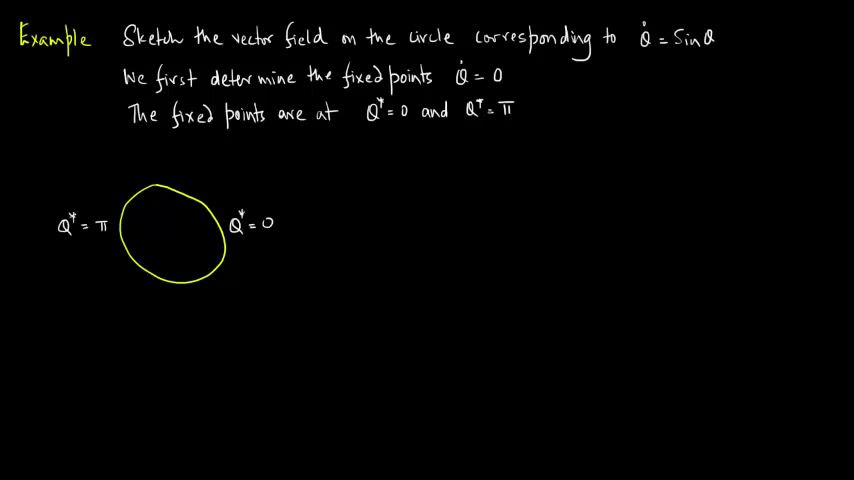 Example Sketch the vector field on the circle corresponding to θ̇ = Sinθ
We first determine the fixed points θ̇ = 0
The fixed points are at θ* = 0 and θ* = π
θ* = π θ* = 0